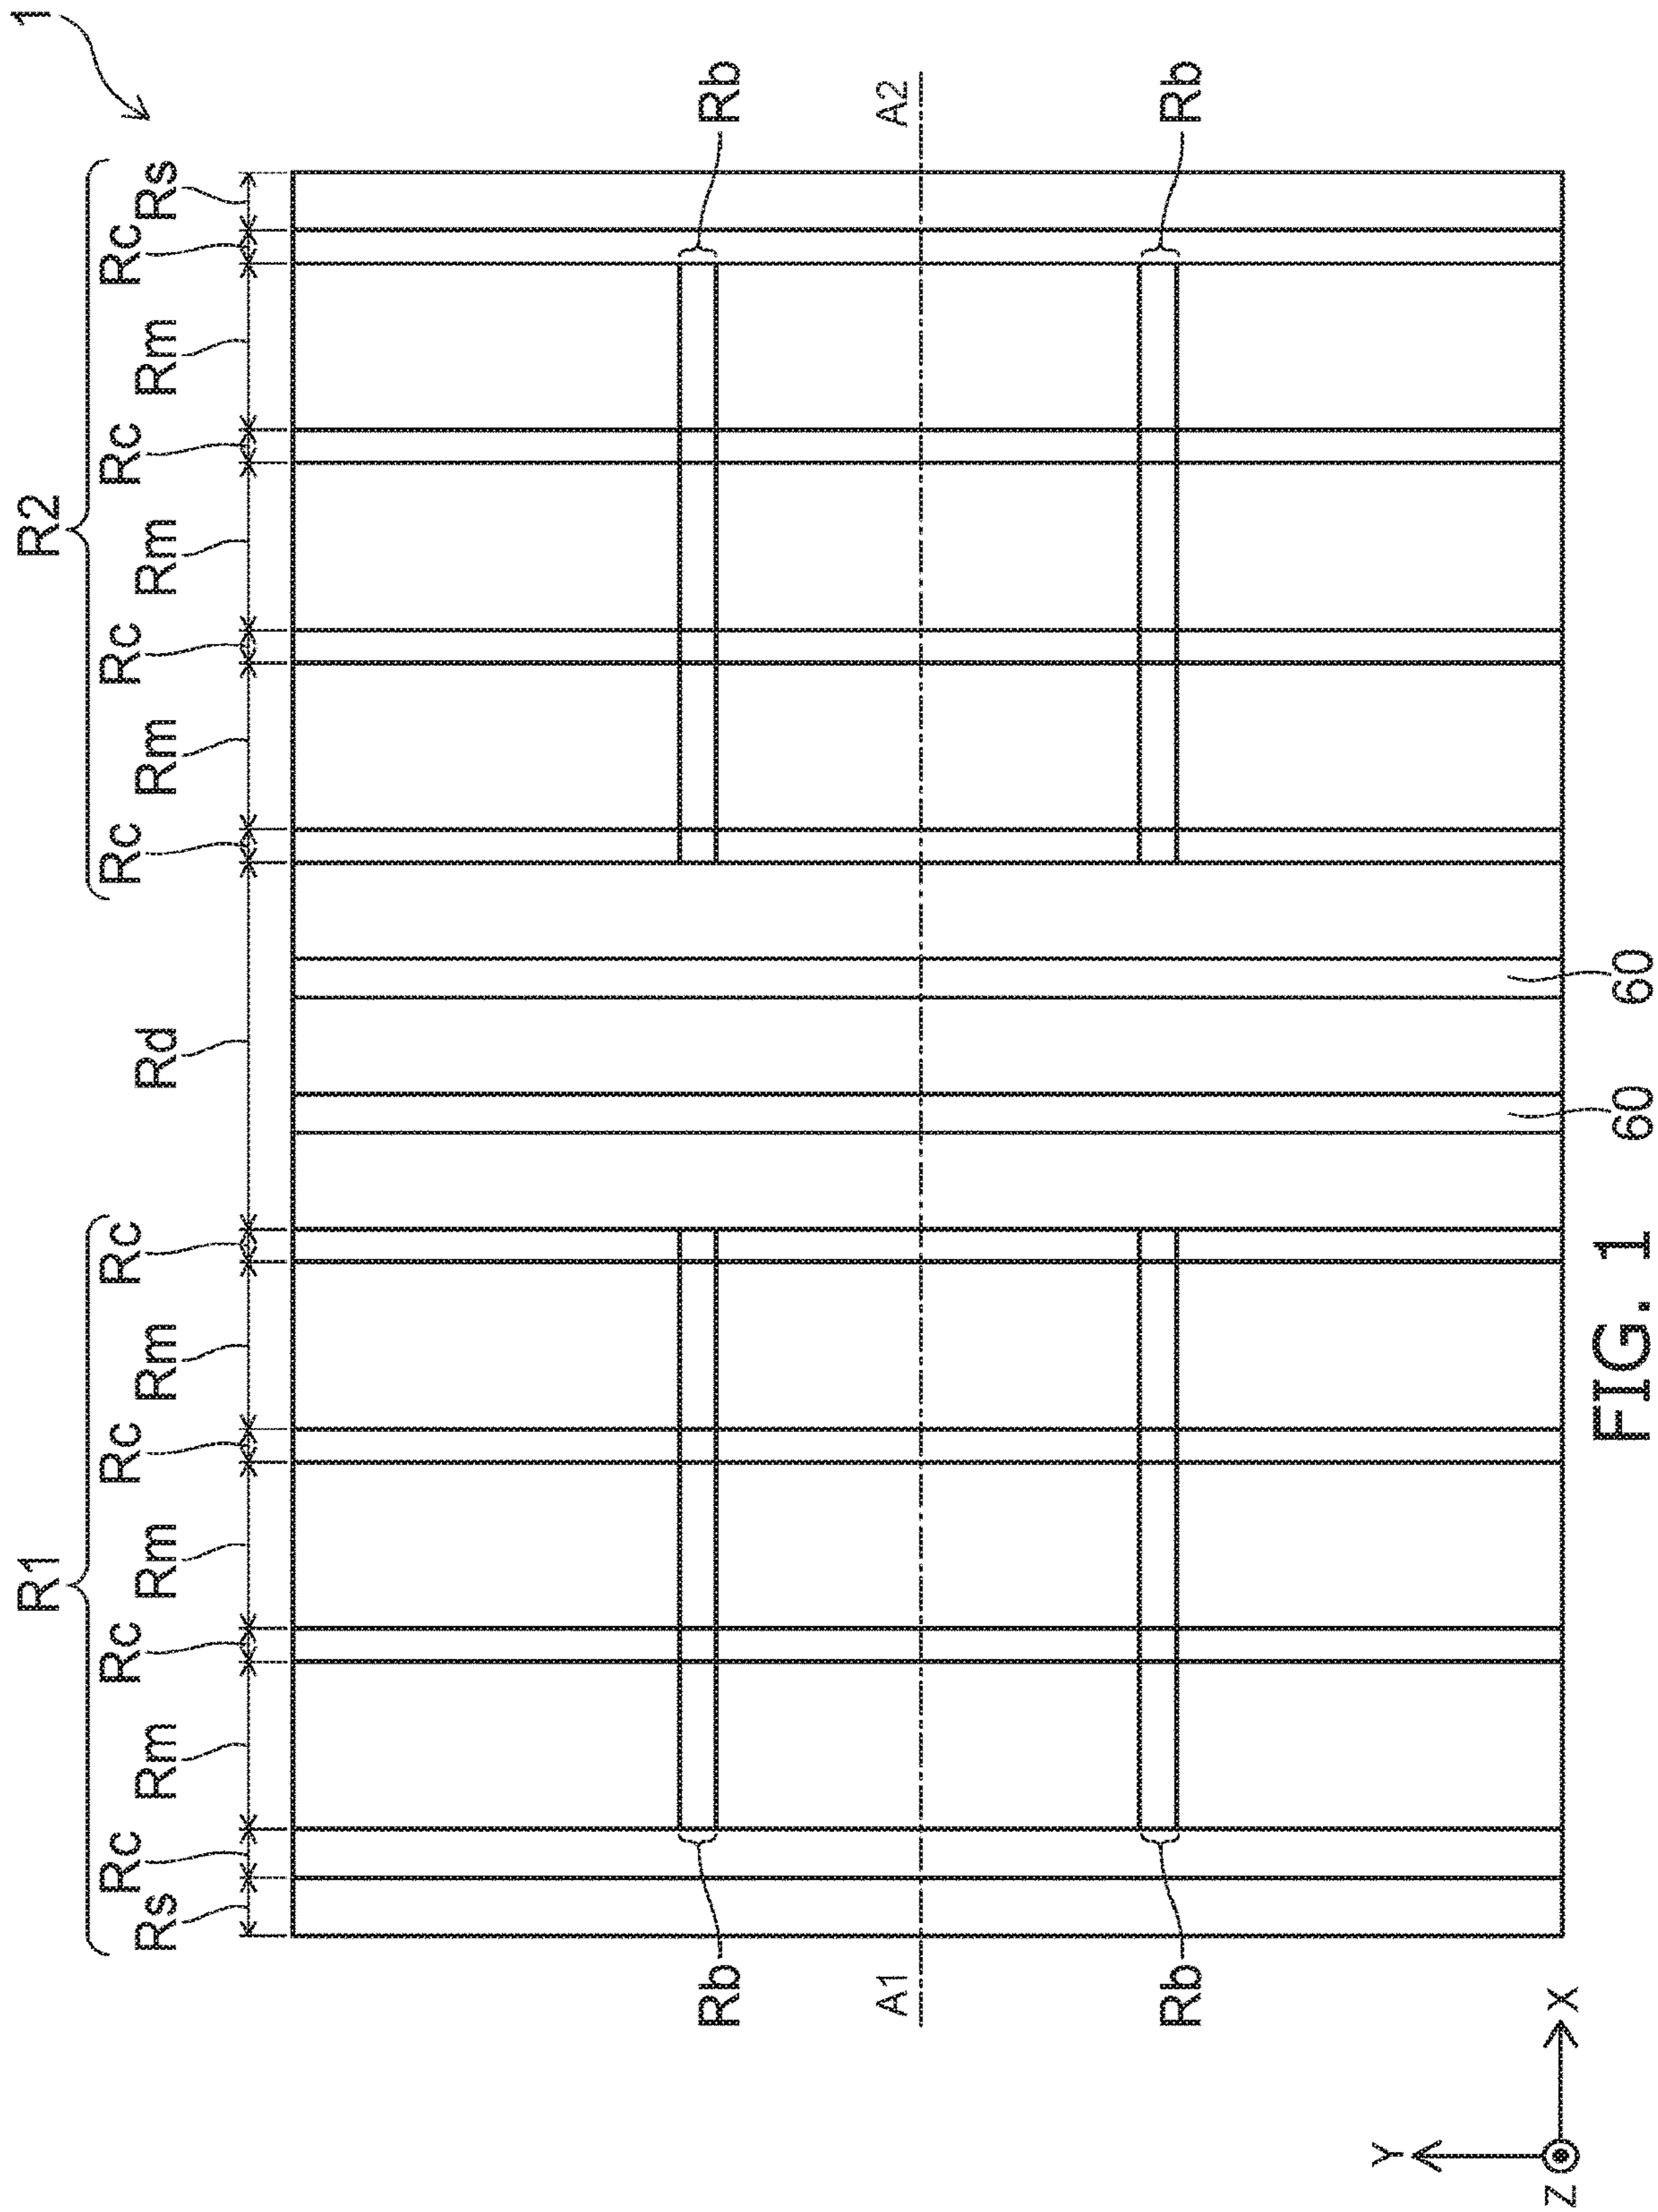 1
R1 R2
Rc Rc Rc Rc Rc Rc Rc Rc
Rs Rm Rm Rm Rd Rm Rm Rm Rs
Rb Rb
A1 A2
Rb Rb
Y
Z X
60 60
FIG. 1